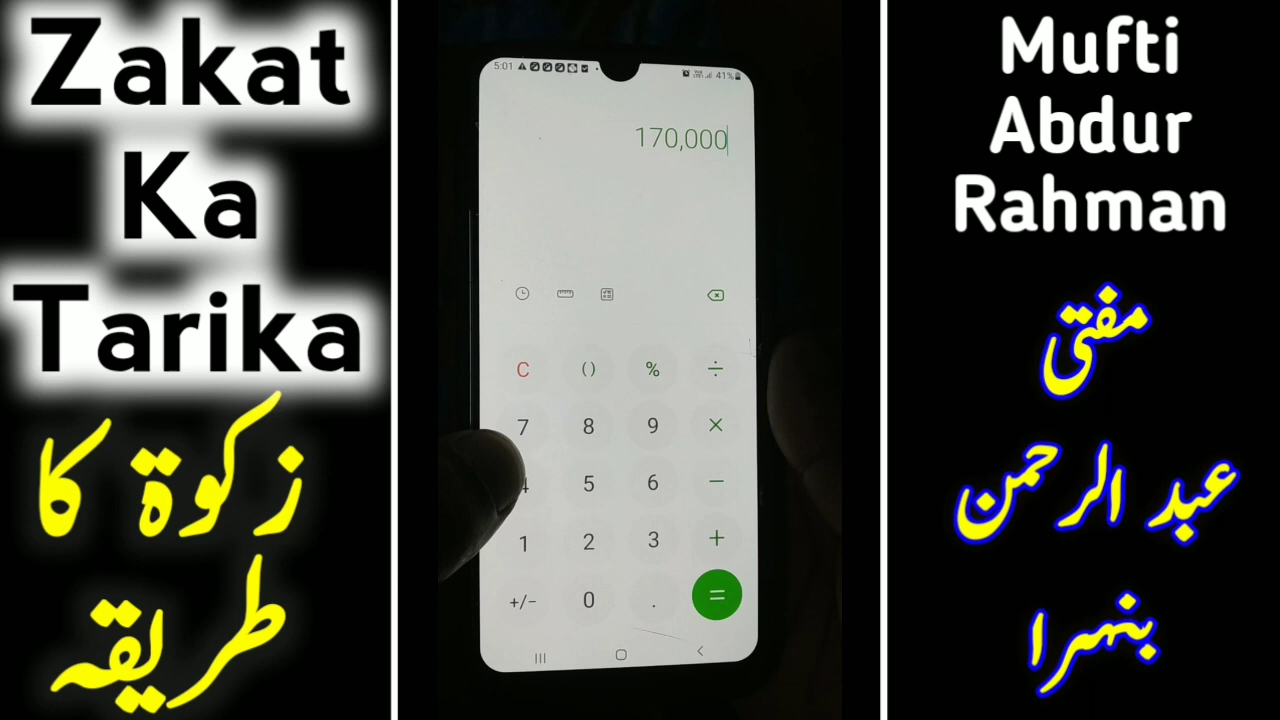 Zakat
Ka
Tarika
زکوۃ کا
طریقہ
5:01
41%
170,000
C
()
%
÷
7
8
9
×
4
5
6
−
1
2
3
+
+/−
0
.
=
Mufti
Abdur
Rahman
مفتی
عبد الرحمن
بنہرا